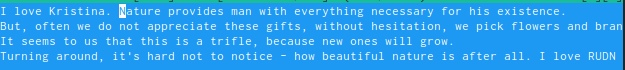 I love Kristina. Nature provides man with everything necessary for his existence.
But, often we do not appreciate these gifts, without hesitation, we pick flowers and bran
It seems to us that this is a trifle, because new ones will grow.
Turning around, it's hard not to notice – how beautiful nature is after all. I love RUDN